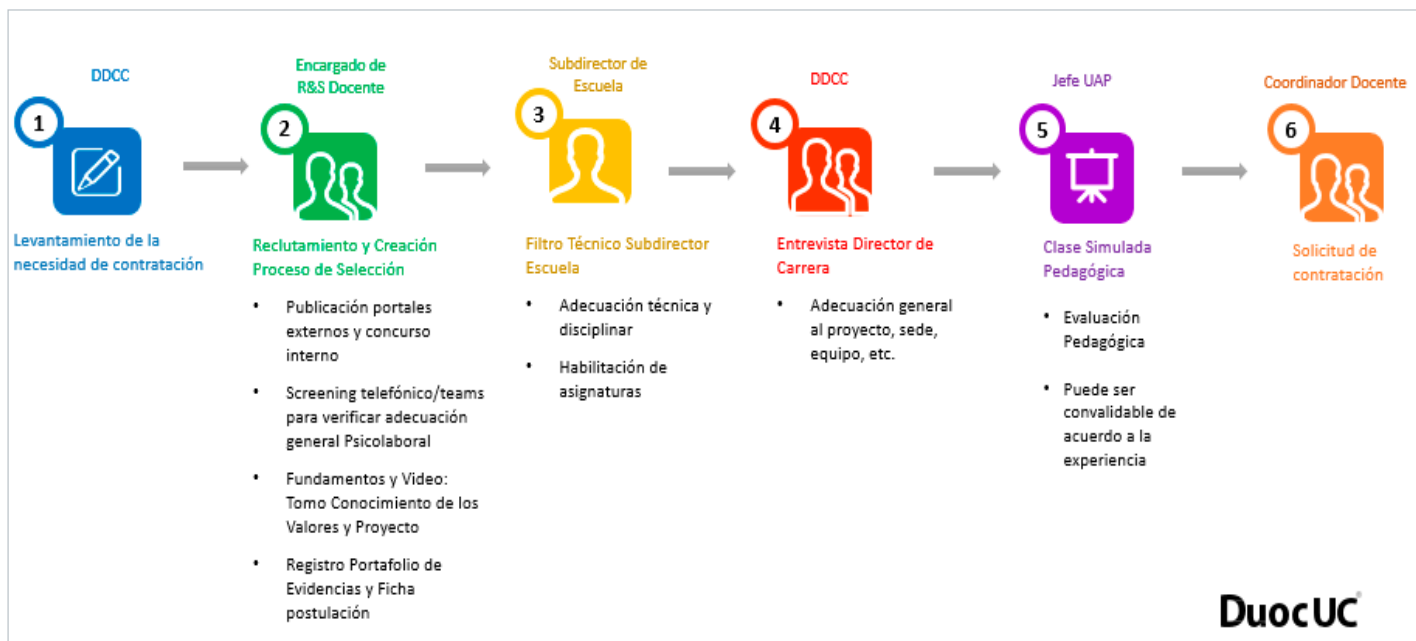 DDCC
1
Levantamiento de la
necesidad de contratación
Encargado de
R&S Docente
2
Reclutamiento y Creación
Proceso de Selección
• Publicación portales
externos y concurso
interno
• Screening telefónico/teams
para verificar adecuación
general Psicolaboral
• Fundamentos y Video:
Tomo Conocimiento de los
Valores y Proyecto
• Registro Portafolio de
Evidencias y Ficha
postulación
Subdirector de
Escuela
3
Filtro Técnico Subdirector
Escuela
• Adecuación técnica y
disciplinar
• Habilitación de
asignaturas
DDCC
4
Entrevista Director de
Carrera
• Adecuación general
al proyecto, sede,
equipo, etc.
Jefe UAP
5
Clase Simulada
Pedagógica
• Evaluación
Pedagógica
• Puede ser
convalidable de
acuerdo a la
experiencia
Coordinador Docente
6
Solicitud de
contratación
DuocUC®